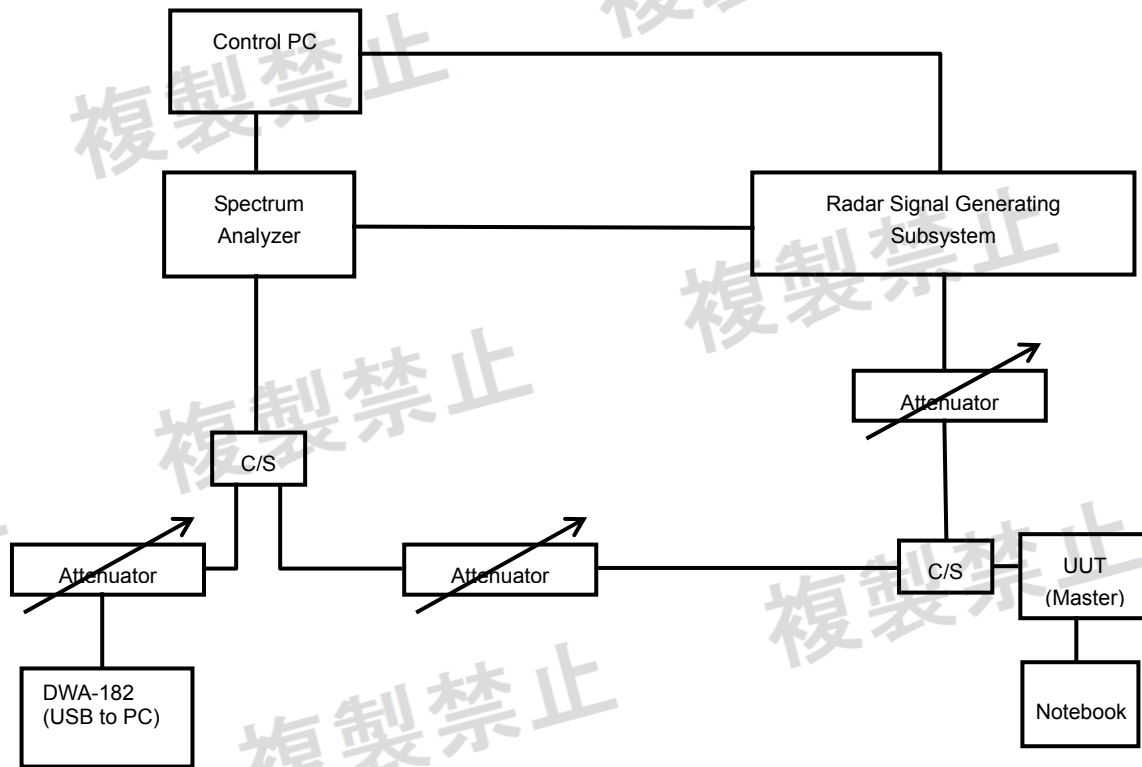 Control PC
Spectrum
Analyzer
Radar Signal Generating
Subsystem
Attenuator
C/S
Attenuator
Attenuator
C/S
UUT
(Master)
DWA-182
(USB to PC)
Notebook
複製禁止
複製禁止
複製禁止
複製禁止
複製禁止